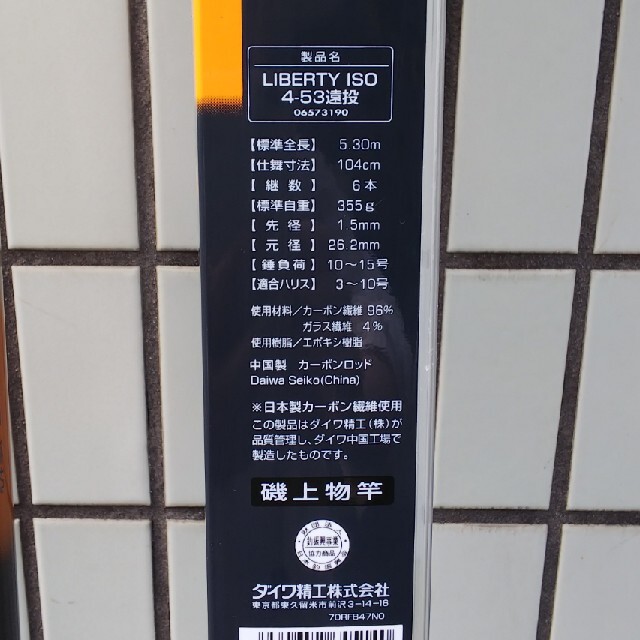 製品名
LIBERTY ISO
4-53遠投
06573190
【標準全長】 5.30m
【仕舞寸法】 104cm
【継数】 6本
【標準自重】 355g
【先径】 1.5mm
【元径】 26.2mm
【錘負荷】 10〜15号
【適合ハリス】 3〜10号
使用材料/カーボン繊維 96%
ガラス繊維 4%
使用樹脂/エポキシ樹脂
中国製 カーボンロッド
Daiwa Seiko(China)
※日本製カーボン繊維使用
この製品はダイワ精工(株)が
品質管理し、ダイワ中国工場で
製造したものです。
磯上物竿
協力商品
ダイワ精工株式会社
東京都東久留米市前沢3-14-16